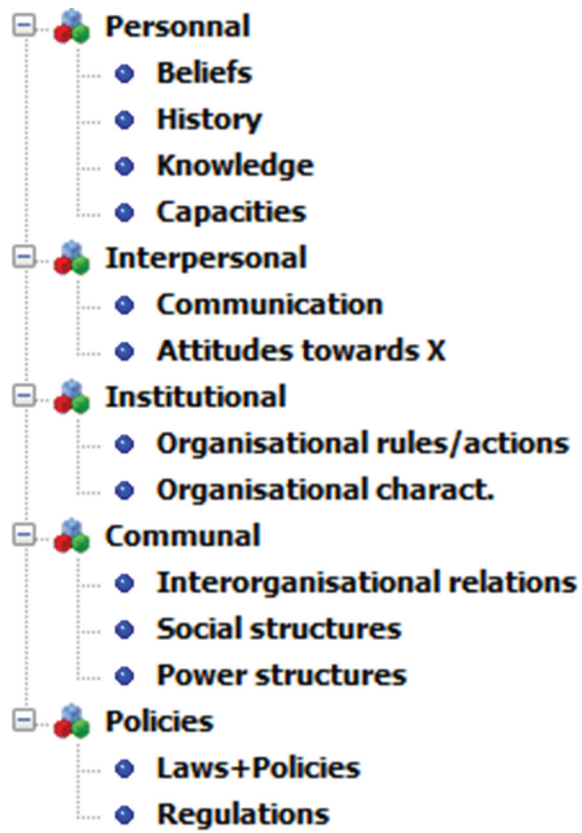 Personnal
Beliefs
History
Knowledge
Capacities
Interpersonal
Communication
Attitudes towards X
Institutional
Organisational rules/actions
Organisational charact.
Communal
Interorganisational relations
Social structures
Power structures
Policies
Laws+Policies
Regulations